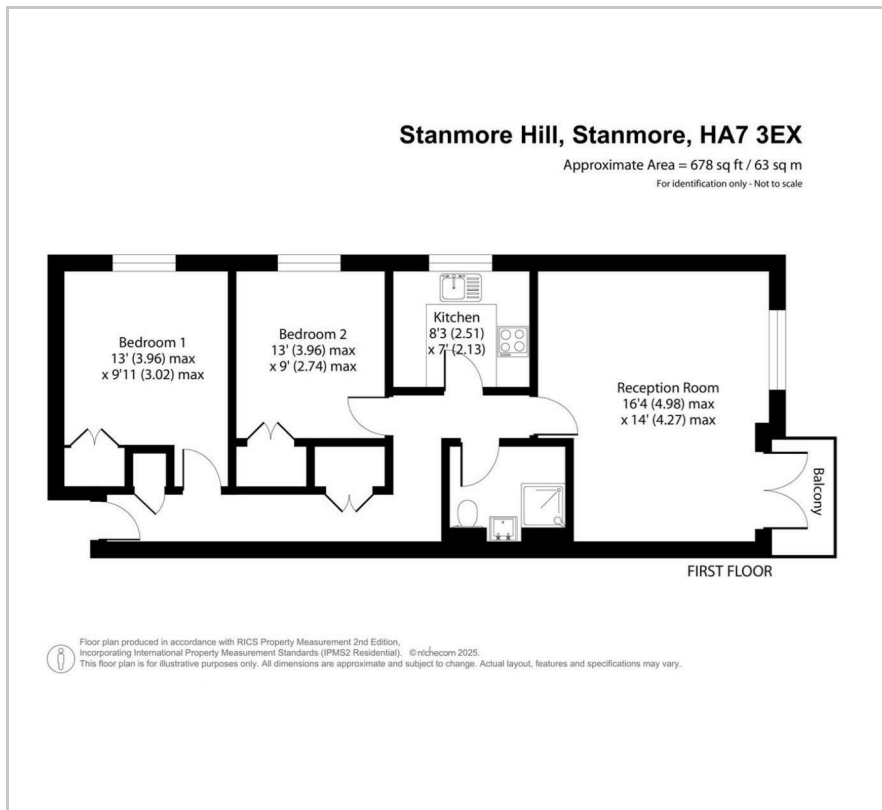 Stanmore Hill, Stanmore, HA7 3EX
Approximate Area = 678 sq ft / 63 sq m
For identification only - Not to scale
Bedroom 1
13' (3.96) max
x 9'11 (3.02) max
Bedroom 2
13' (3.96) max
x 9' (2.74) max
Kitchen
8'3 (2.51)
x 7' (2.13)
Reception Room
16'4 (4.98) max
x 14' (4.27) max
Balcony
FIRST FLOOR
Floor plan produced in accordance with RICS Property Measurement 2nd Edition,
Incorporating International Property Measurement Standards (IPMS2 Residential). ©nichecom 2025.
This floor plan is for illustrative purposes only. All dimensions are approximate and subject to change. Actual layout, features and specifications may vary.